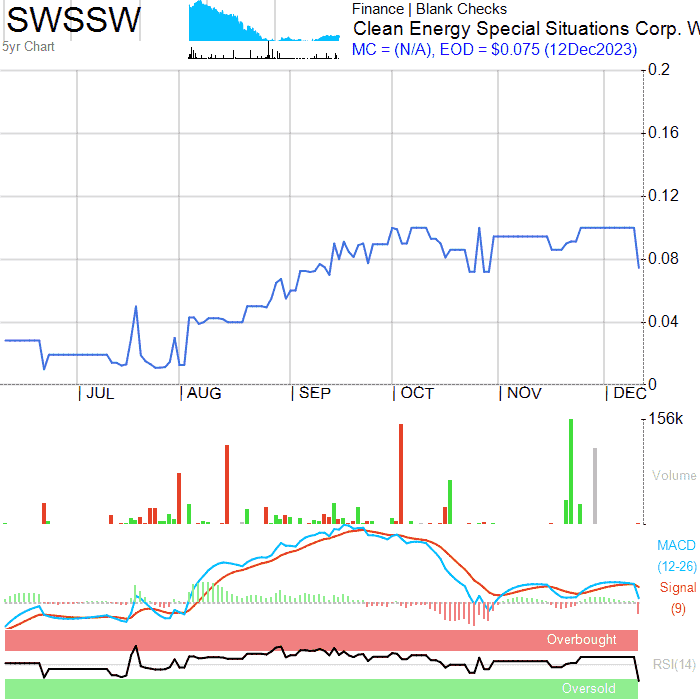 SWSSW
5yr Chart
Finance | Blank Checks
Clean Energy Special Situations Corp. W
MC = (N/A), EOD = $0.075 (12Dec2023)
0.2
0.16
0.12
0.08
0.04
0
JUL
AUG
SEP
OCT
NOV
DEC
156k
Volume
MACD
(12-26)
Signal
(9)
Overbought
RSI(14)
Oversold